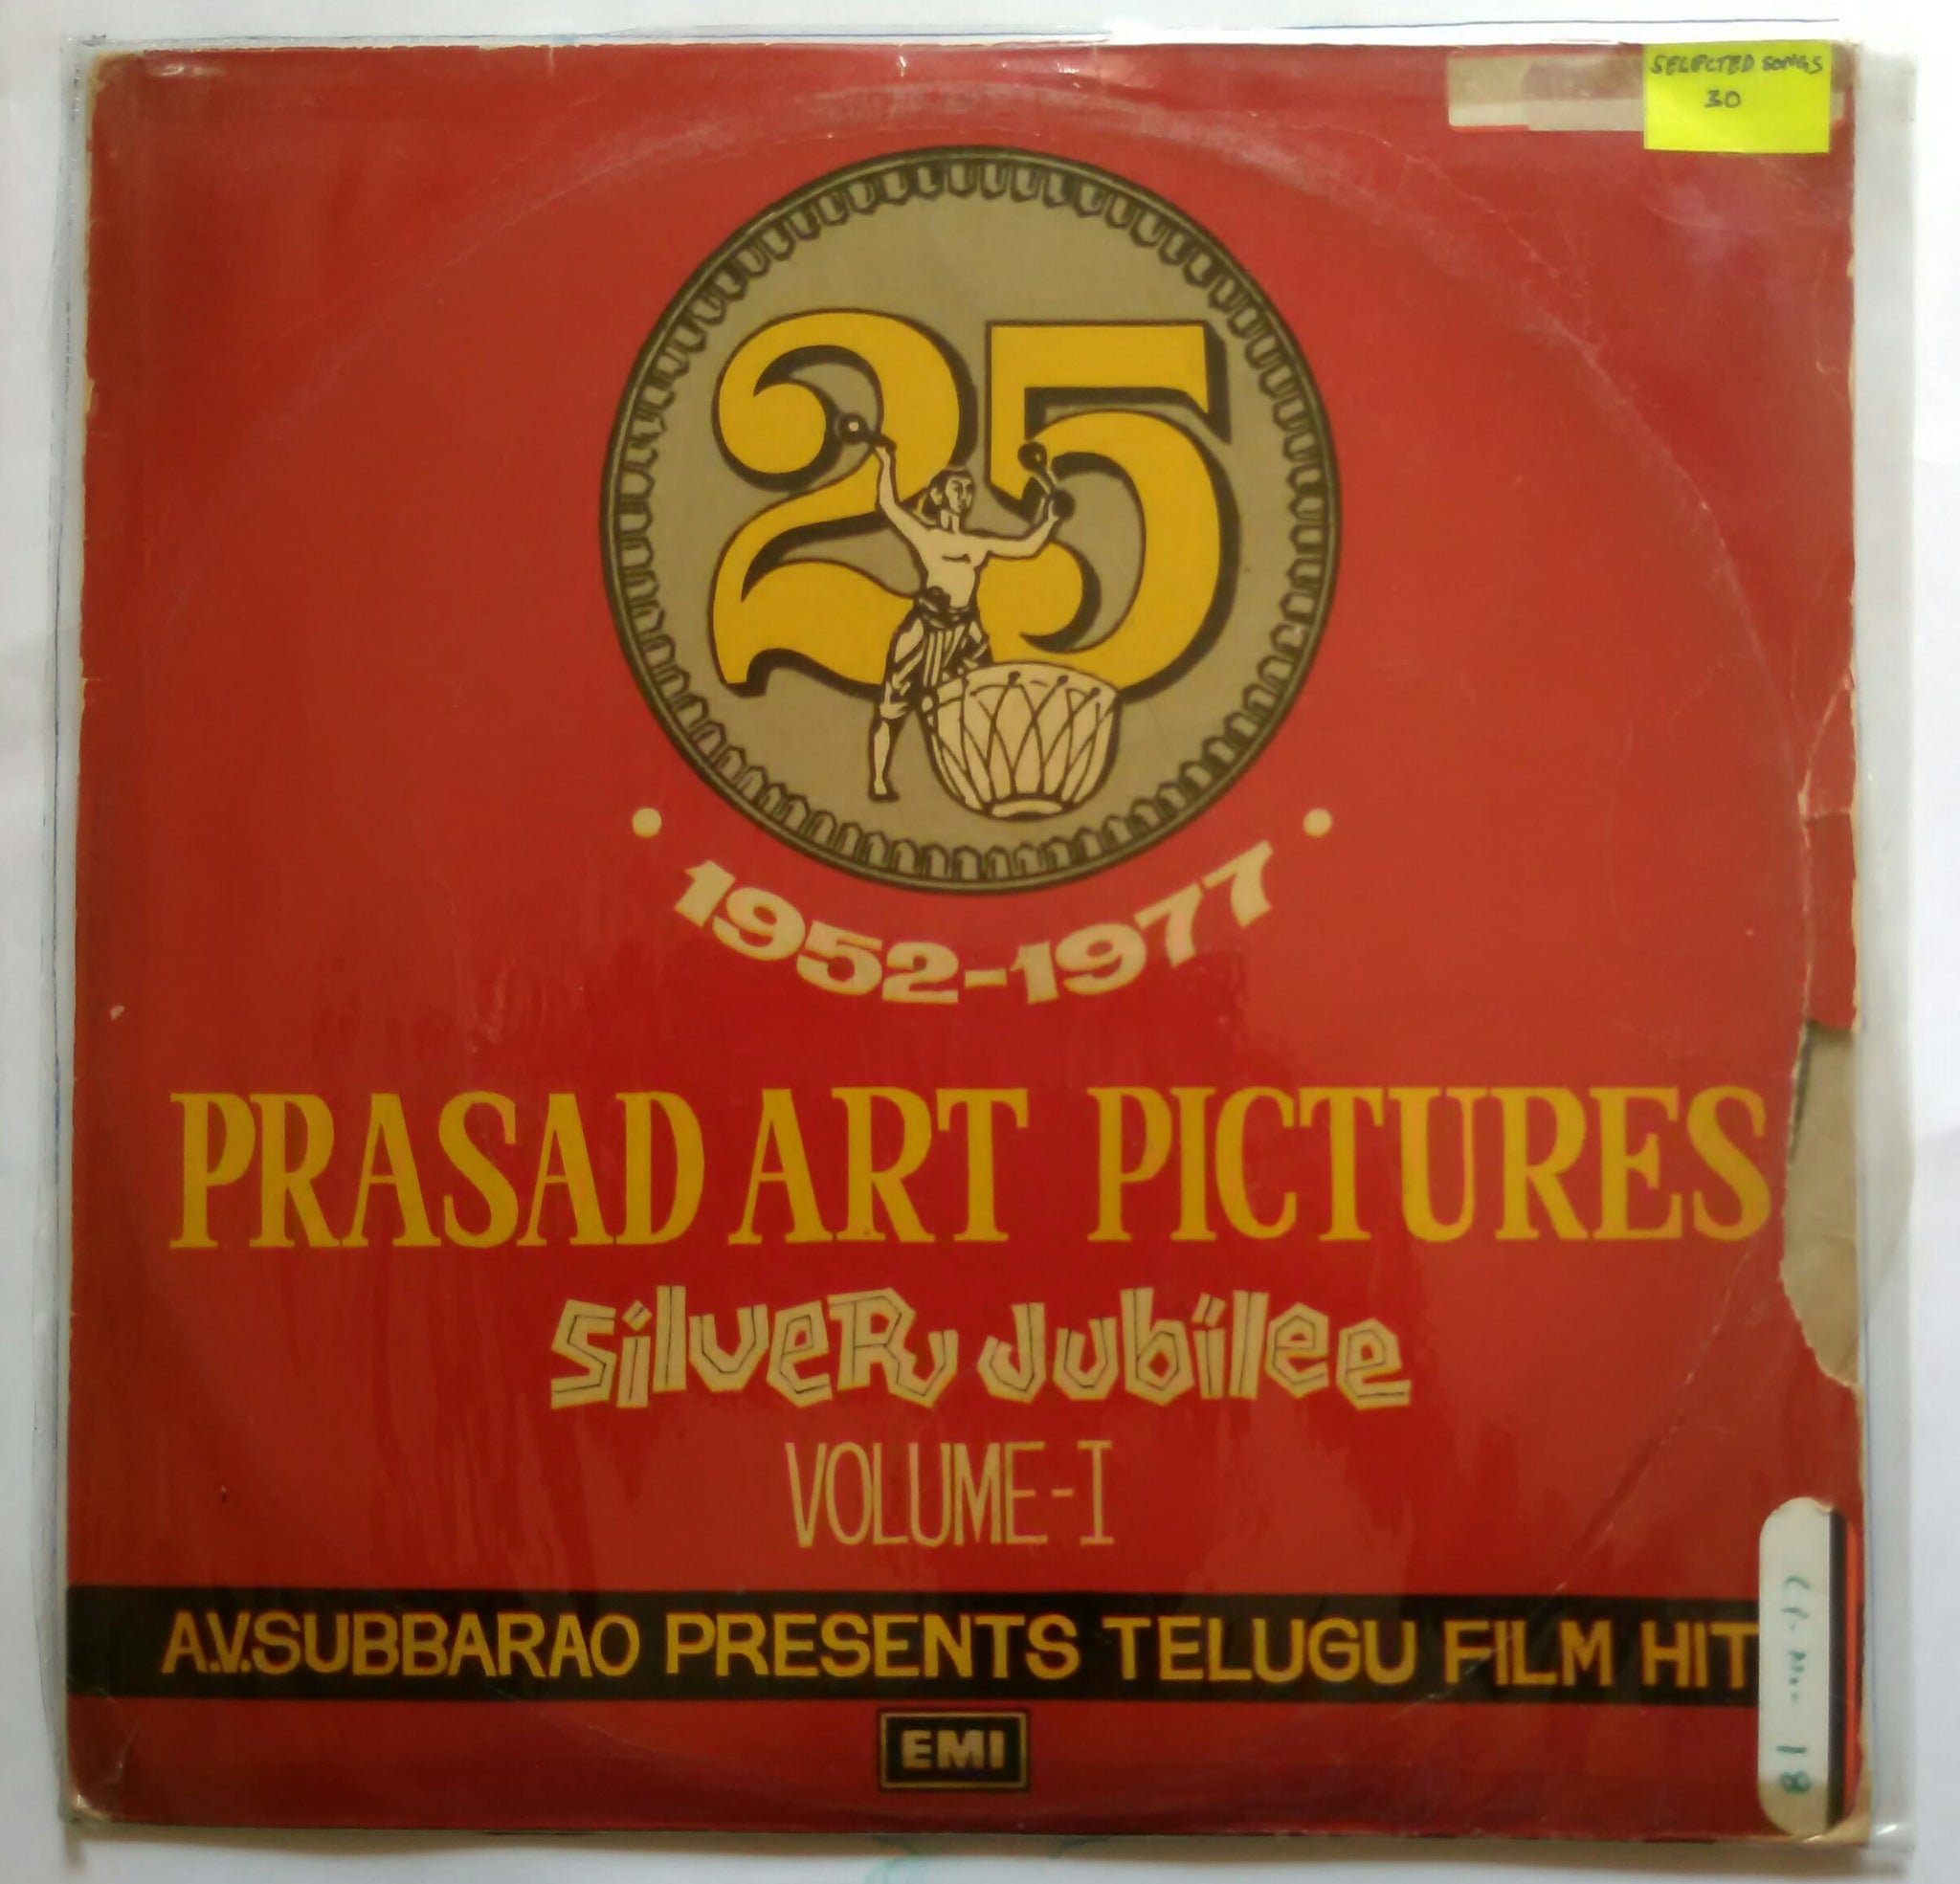 SELECTED SONGS
30
25
1952-1977
PRASAD ART PICTURES
Silver Jubilee
VOLUME-I
A.V.SUBBARAO PRESENTS TELUGU FILM HIT
EMI
18